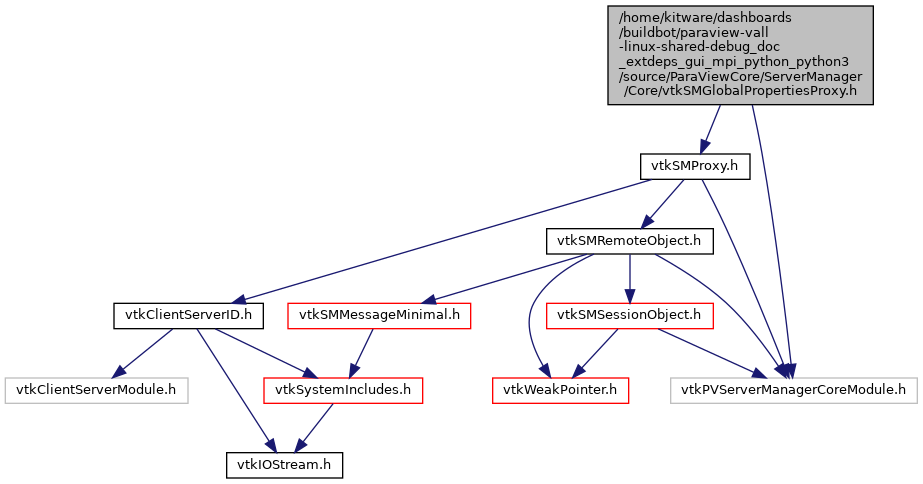 /home/kitware/dashboards
/buildbot/paraview-vall
-linux-shared-debug_doc
_extdeps_gui_mpi_python_python3
/source/ParaViewCore/ServerManager
/Core/vtkSMGlobalPropertiesProxy.h
vtkSMProxy.h
vtkSMRemoteObject.h
vtkClientServerID.h
vtkSMMessageMinimal.h
vtkSMSessionObject.h
vtkClientServerModule.h
vtkSystemIncludes.h
vtkWeakPointer.h
vtkPVServerManagerCoreModule.h
vtkIOStream.h